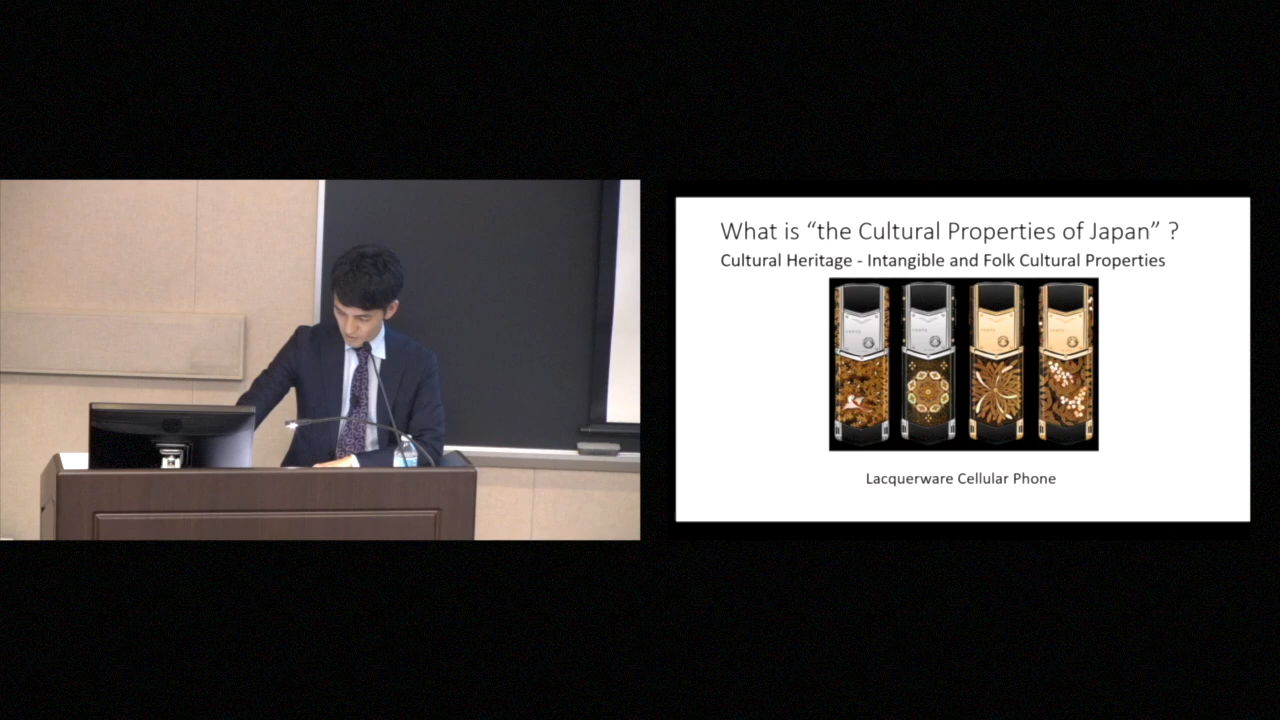 What is “the Cultural Properties of Japan” ?
Cultural Heritage - Intangible and Folk Cultural Properties
Lacquerware Cellular Phone